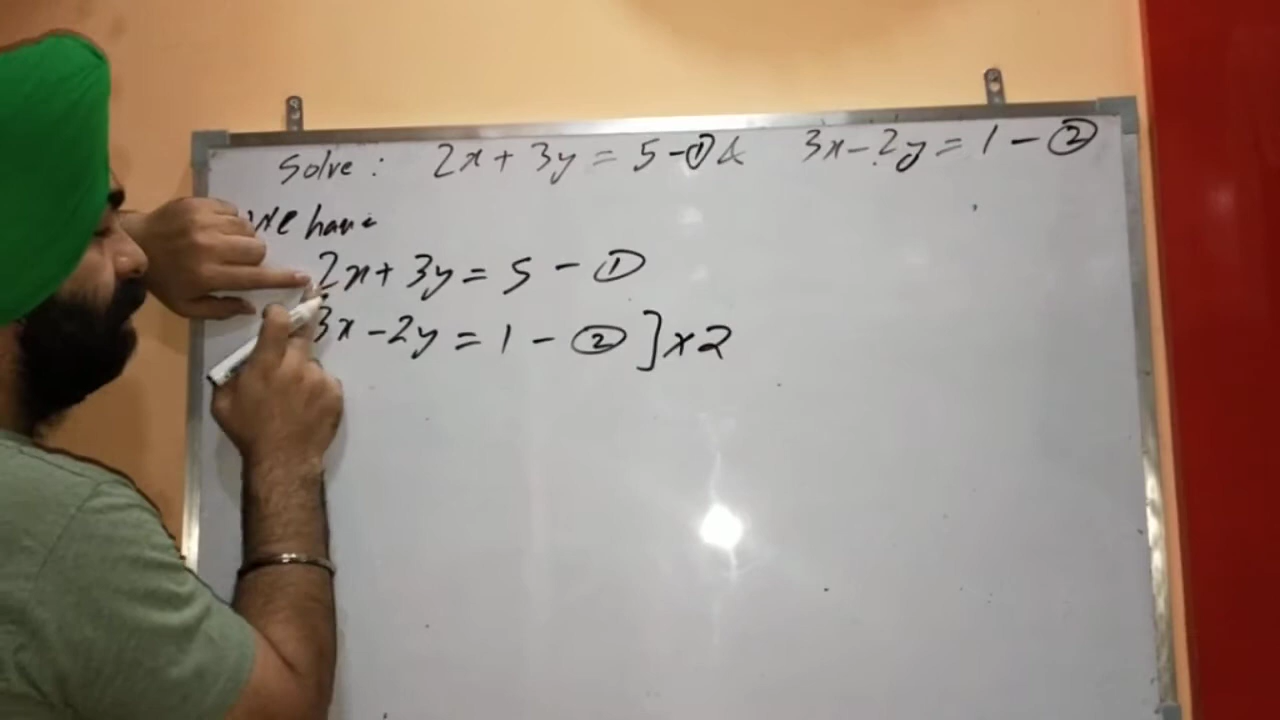 Solve : 2x + 3y = 5 - ① & 3x - 2y = 1 - ②
We have
2x + 3y = 5 - ①
3x - 2y = 1 - ② ] × 2